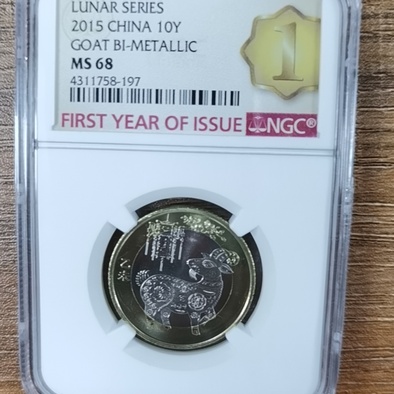 LUNAR SERIES
2015 CHINA 10Y
GOAT BI-METALLIC
MS 68
4311758-197
1
FIRST YEAR OF ISSUE NGC®